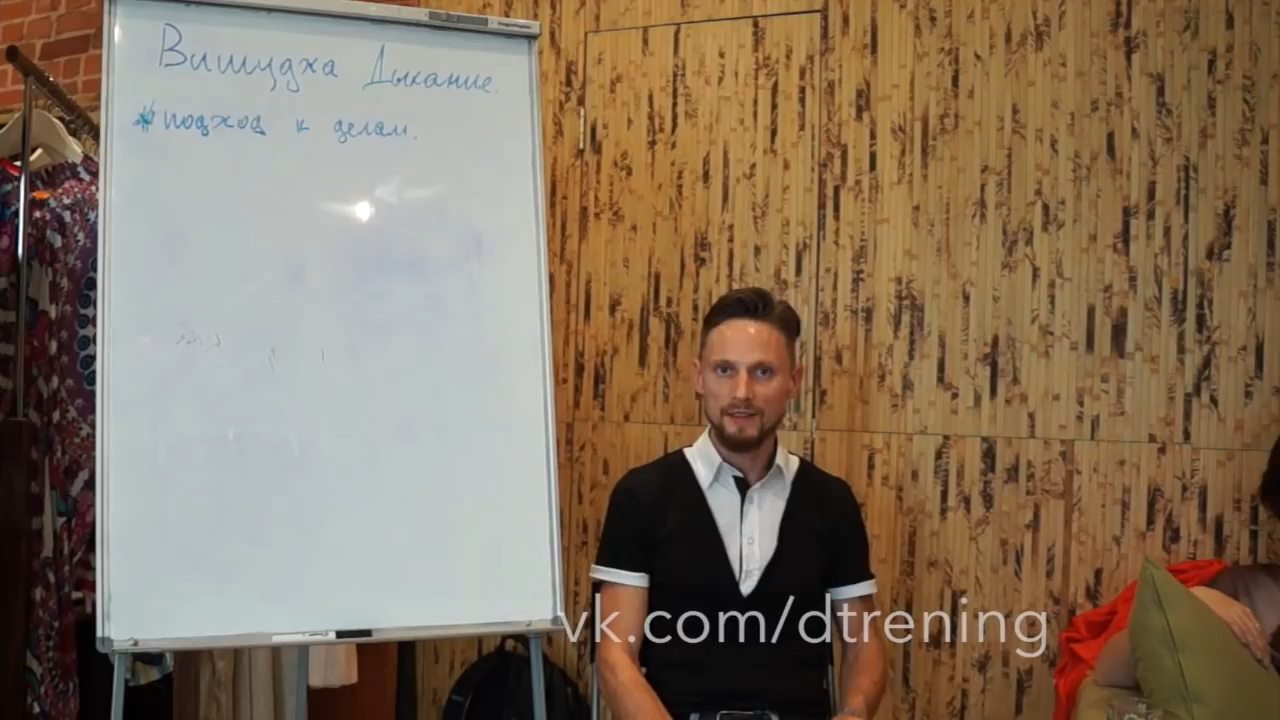 Вишудха Дыхание.
#подход к делам.
vk.com/dtrening